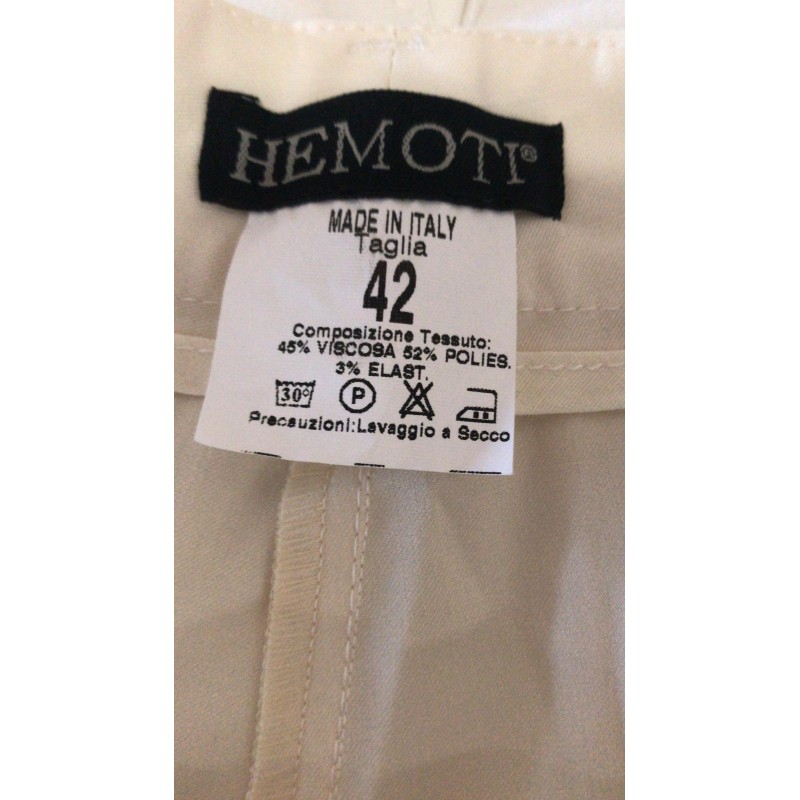 HEMOTI®
MADE IN ITALY
Taglia
42
Composizione Tessuto:
45% VISCOSA 52% POLIES.
3% ELAST.
30° P
Precauzioni:Lavaggio a Secco